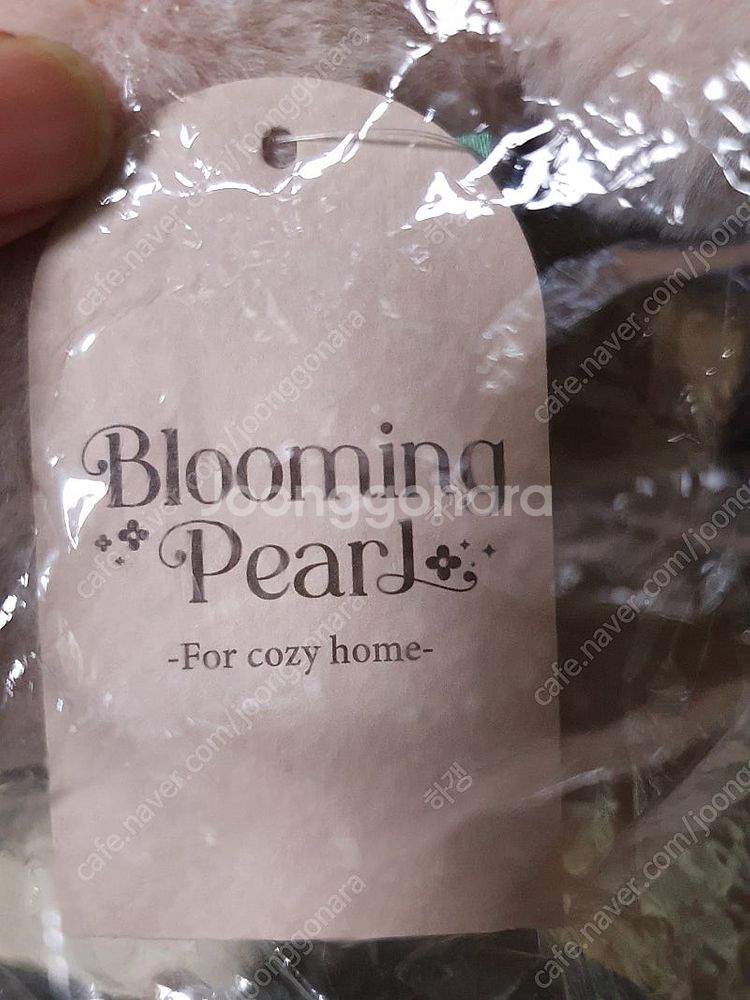 Blooming
Pearl
-For cozy home-
Joonggonara
cafe.naver.com/joonggonara
하갱